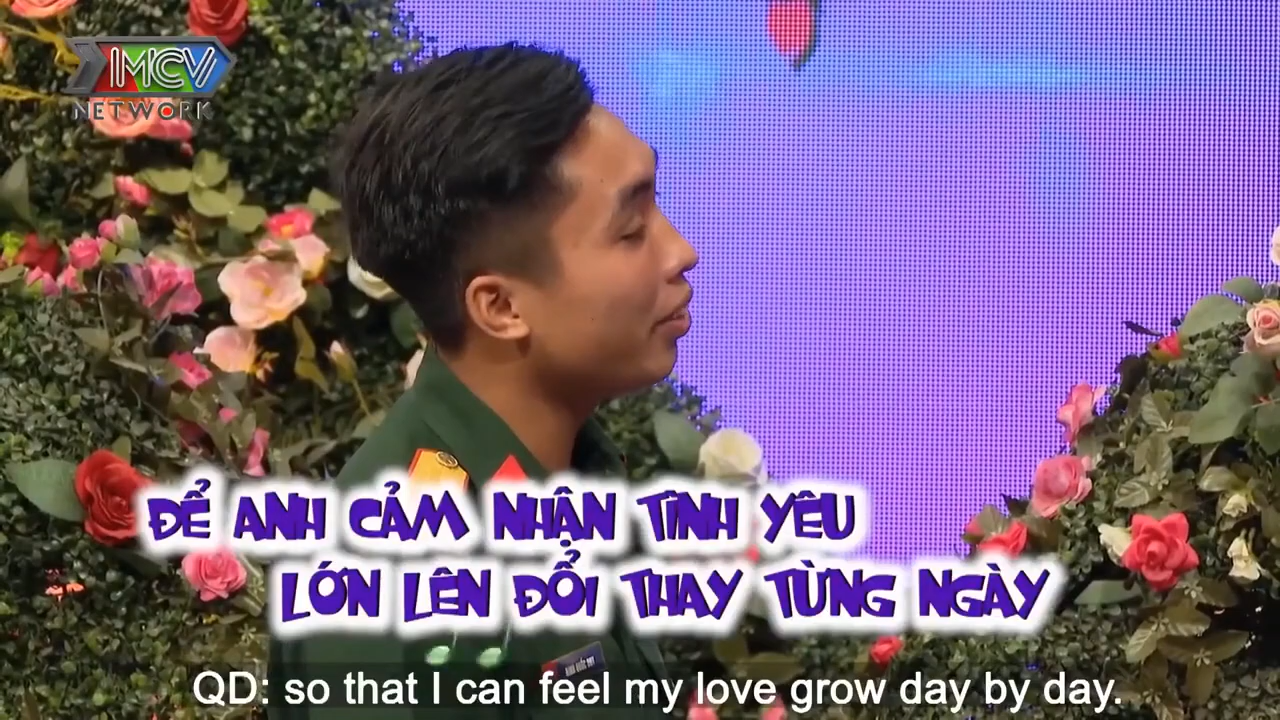 MCV
NETWORK
ĐỂ ANH CẢM NHẬN TÌNH YÊU
LỚN LÊN ĐỔI THAY TỪNG NGÀY
QD: so that I can feel my love grow day by day.